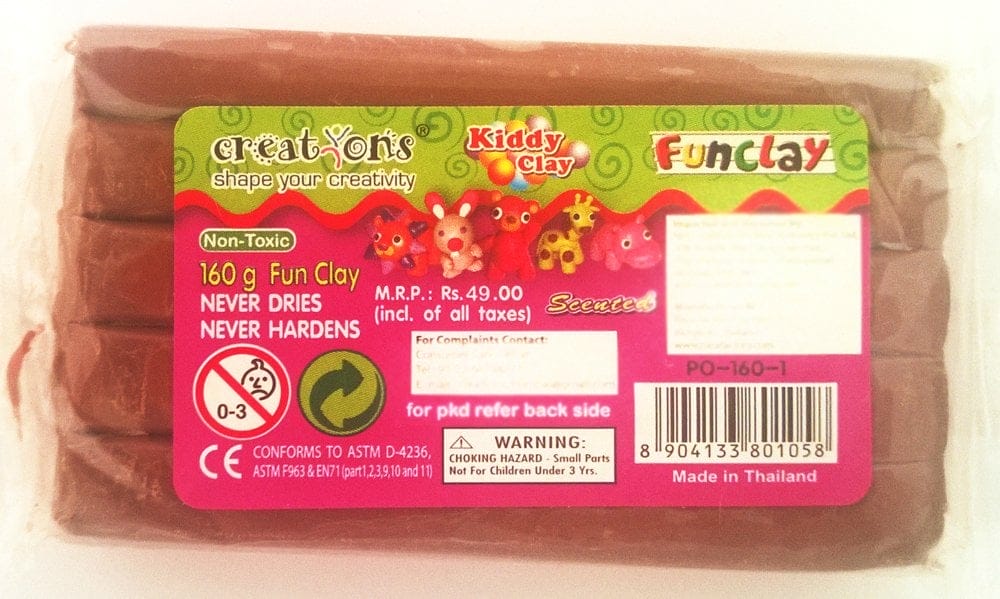 creatyons®
shape your creativity
Kiddy
Clay
Funclay
Non-Toxic
160 g Fun Clay
NEVER DRIES
NEVER HARDENS
M.R.P.: Rs.49.00
(incl. of all taxes)
Scented
For Complaints Contact:
for pkd refer back side
0-3
CE CONFORMS TO ASTM D-4236,
ASTM F963 & EN71(part1,2,3,9,10 and 11)
WARNING:
CHOKING HAZARD - Small Parts
Not For Children Under 3 Yrs.
PO-160-1
8 904133 801058
Made in Thailand